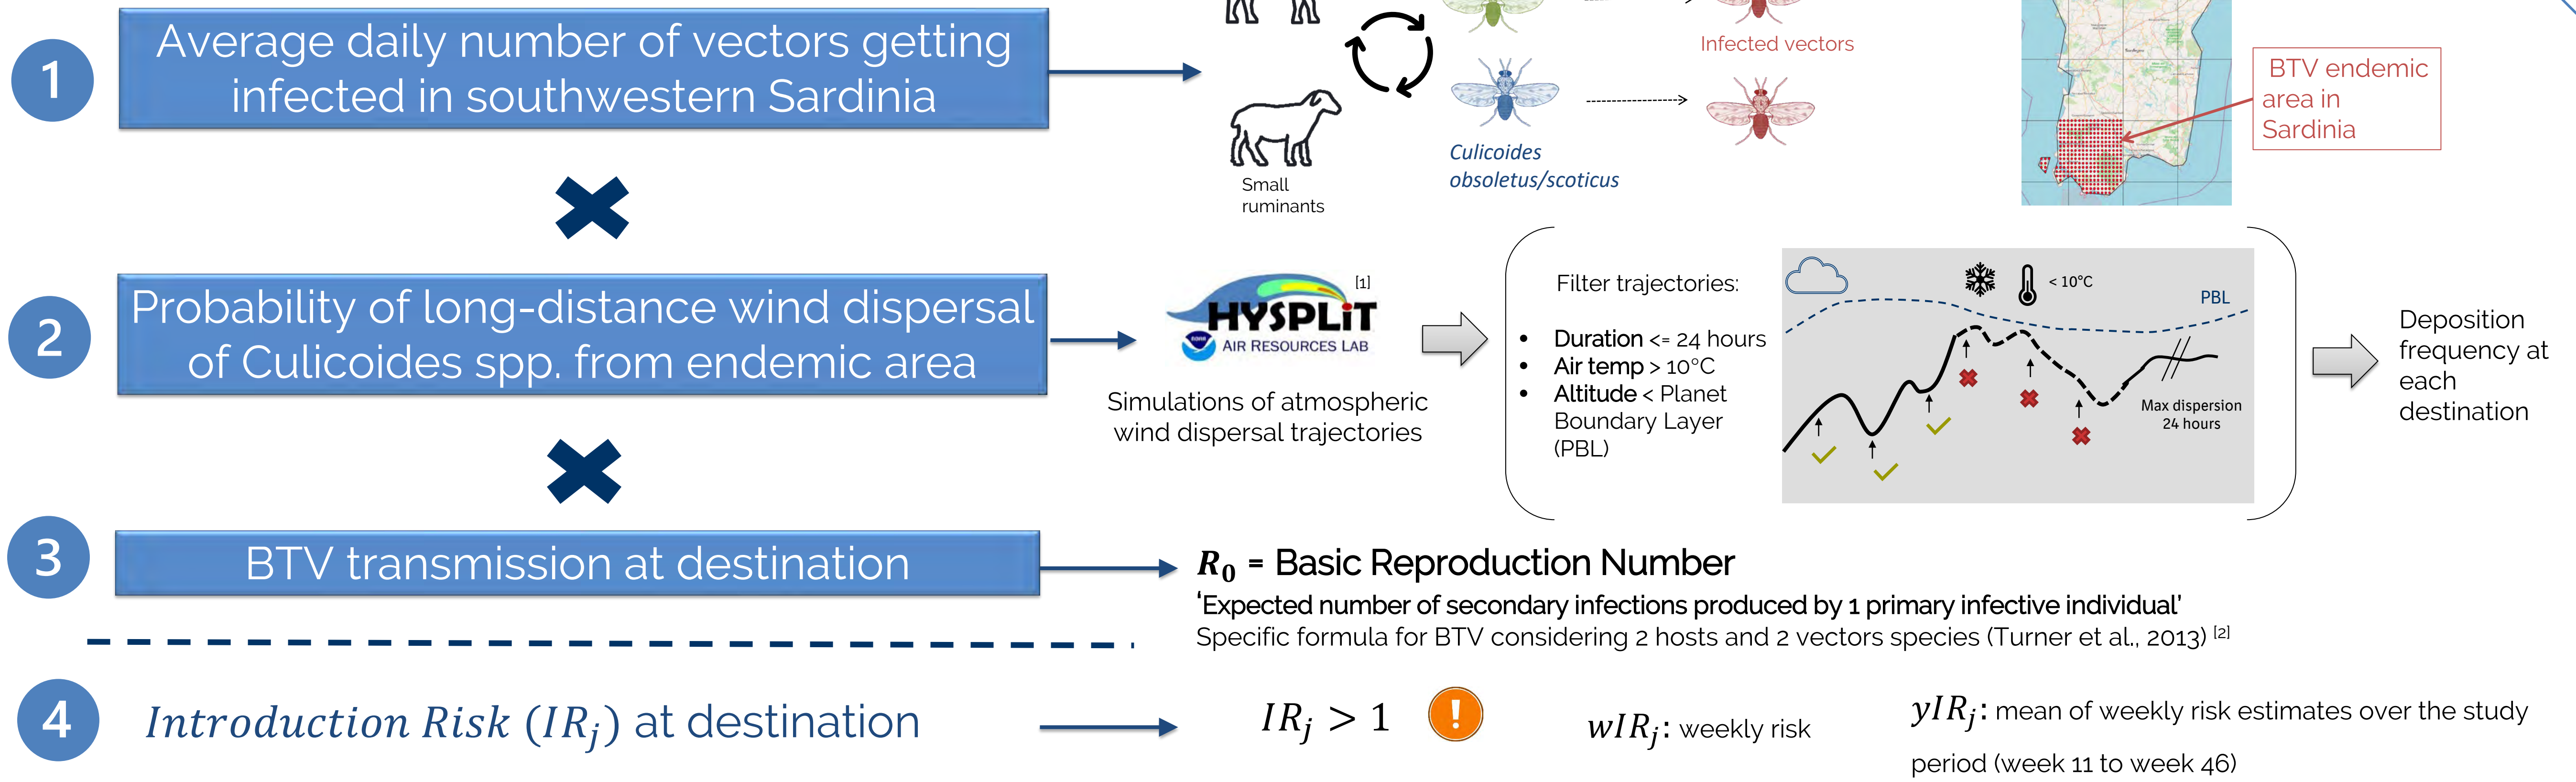 1
Average daily number of vectors getting
infected in southwestern Sardinia
Infected vectors
Small
ruminants
Culicoides
obsoletus/scoticus
BTV endemic
area in
Sardinia
2
Probability of long-distance wind dispersal
of Culicoides spp. from endemic area
HYSPLIT [1]
NOAA
AIR RESOURCES LAB
Simulations of atmospheric
wind dispersal trajectories
Filter trajectories:
• Duration <= 24 hours
• Air temp > 10°C
• Altitude < Planet
Boundary Layer
(PBL)
< 10°C
PBL
Max dispersion
24 hours
Deposition
frequency at
each
destination
3
BTV transmission at destination
R₀ = Basic Reproduction Number
‘Expected number of secondary infections produced by 1 primary infective individual’
Specific formula for BTV considering 2 hosts and 2 vectors species (Turner et al., 2013) [2]
4
Introduction Risk (IRⱼ) at destination
IRⱼ > 1
!
wIRⱼ: weekly risk
yIRⱼ: mean of weekly risk estimates over the study
period (week 11 to week 46)